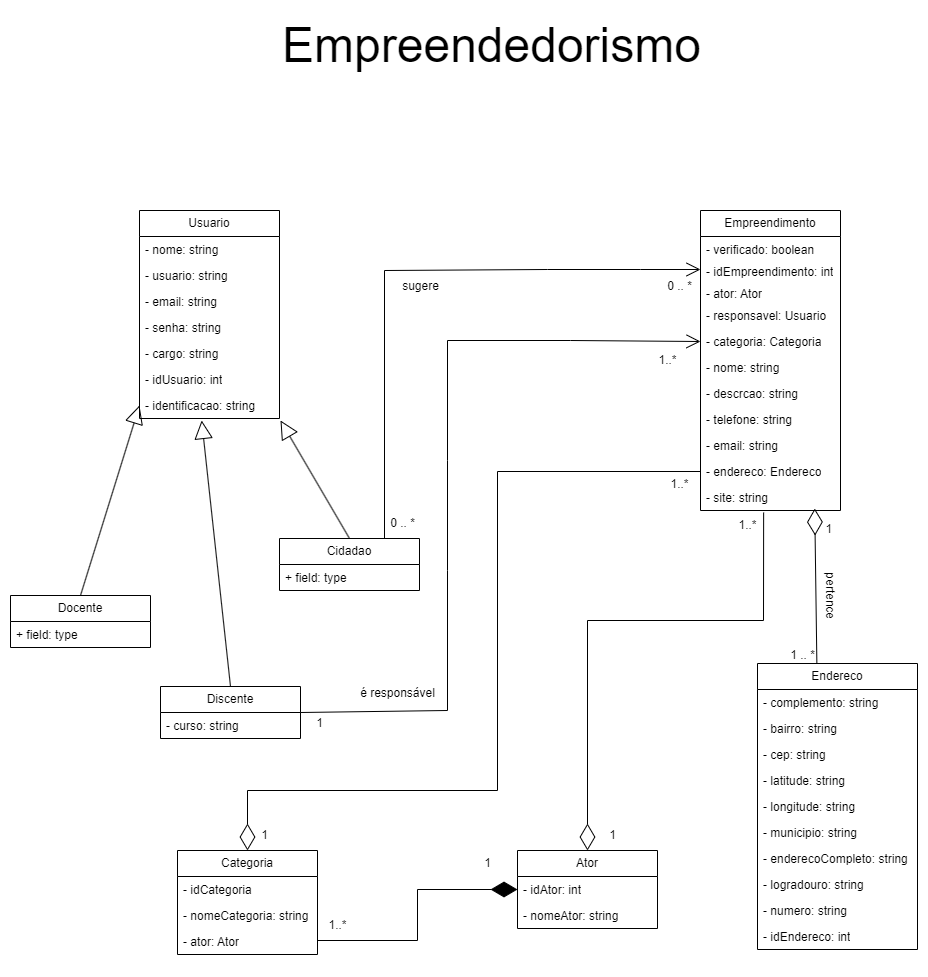 Empreendedorismo
Usuario
- nome: string
- usuario: string
- email: string
- senha: string
- cargo: string
- idUsuario: int
- identificacao: string
Empreendimento
- verificado: boolean
- idEmpreendimento: int
- ator: Ator
- responsavel: Usuario
- categoria: Categoria
- nome: string
- descrcao: string
- telefone: string
- email: string
- endereco: Endereco
- site: string
sugere
0 .. *
1..*
1..*
0 .. *
1..*
1
Cidadao
+ field: type
Docente
+ field: type
pertence
1 .. *
Discente
- curso: string
é responsável
1
Endereco
- complemento: string
- bairro: string
- cep: string
- latitude: string
- longitude: string
- municipio: string
- enderecoCompleto: string
- logradouro: string
- numero: string
- idEndereco: int
1
1
Categoria
- idCategoria
- nomeCategoria: string
- ator: Ator
1
1..*
Ator
- idAtor: int
- nomeAtor: string